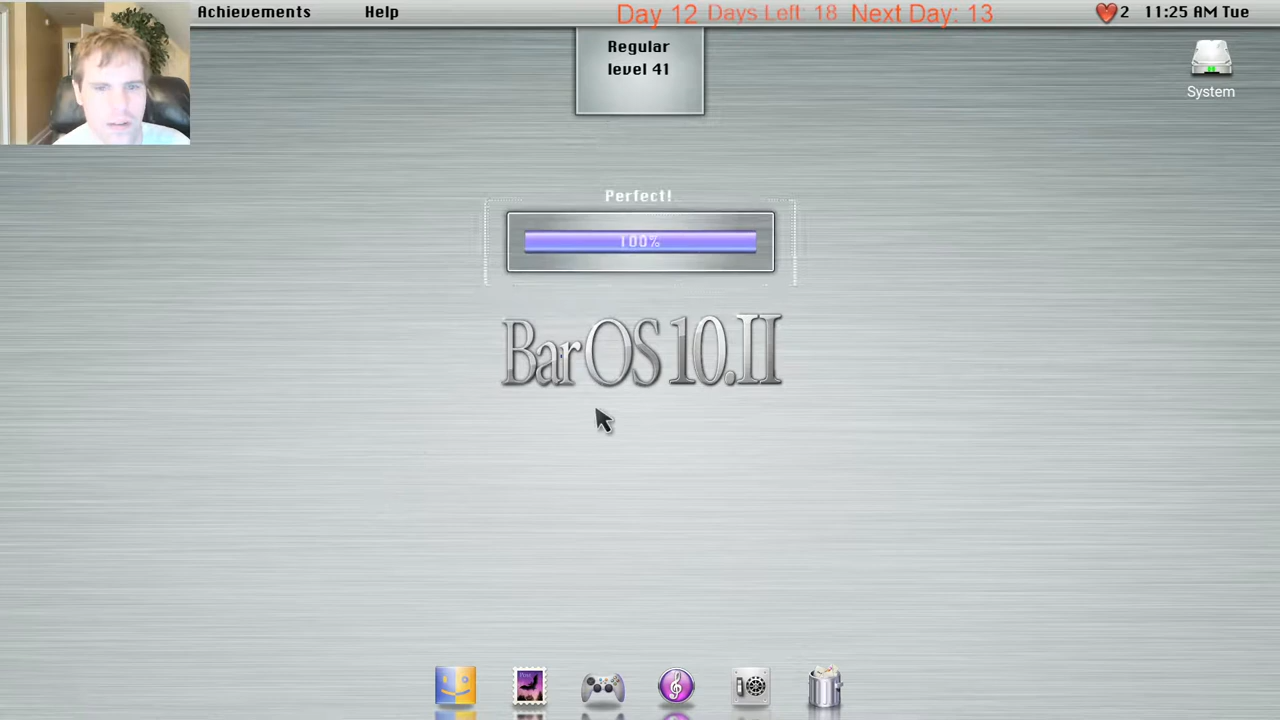 Achievements Help Day 12 Days Left: 18 Next Day: 13 2 11:25 AM Tue
Regular
level 41
System
Perfect!
100%
BarOS 10.II